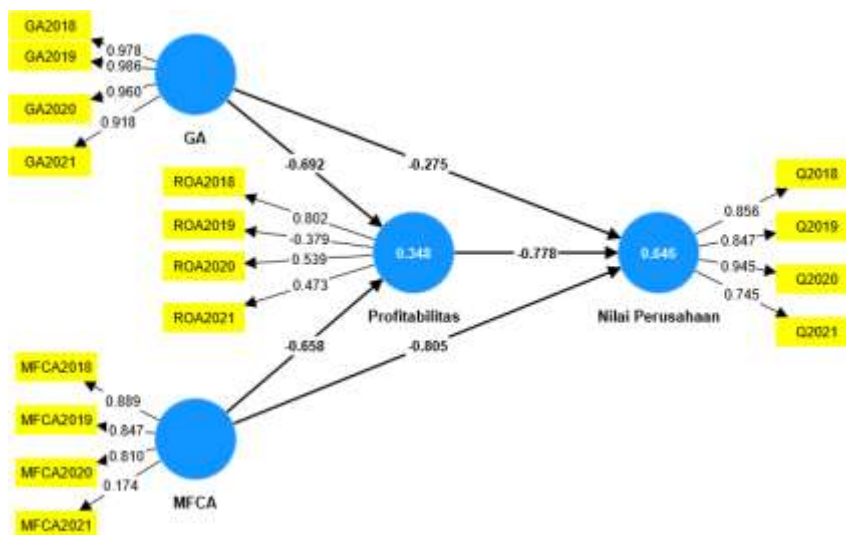 GA2018
0.978
GA2019
0.986
GA2020
0.960
0.918
GA2021
GA
-0.692
-0.275
ROA2018
0.802
ROA2019
-0.379
ROA2020
0.539
0.473
ROA2021
0.348
Profitabilitas
-0.778
0.646
Nilai Perusahaan
Q2018
0.856
Q2019
0.847
0.945
Q2020
0.745
Q2021
-0.658
-0.805
MFCA2018
0.889
MFCA2019
0.847
0.810
MFCA2020
0.174
MFCA2021
MFCA